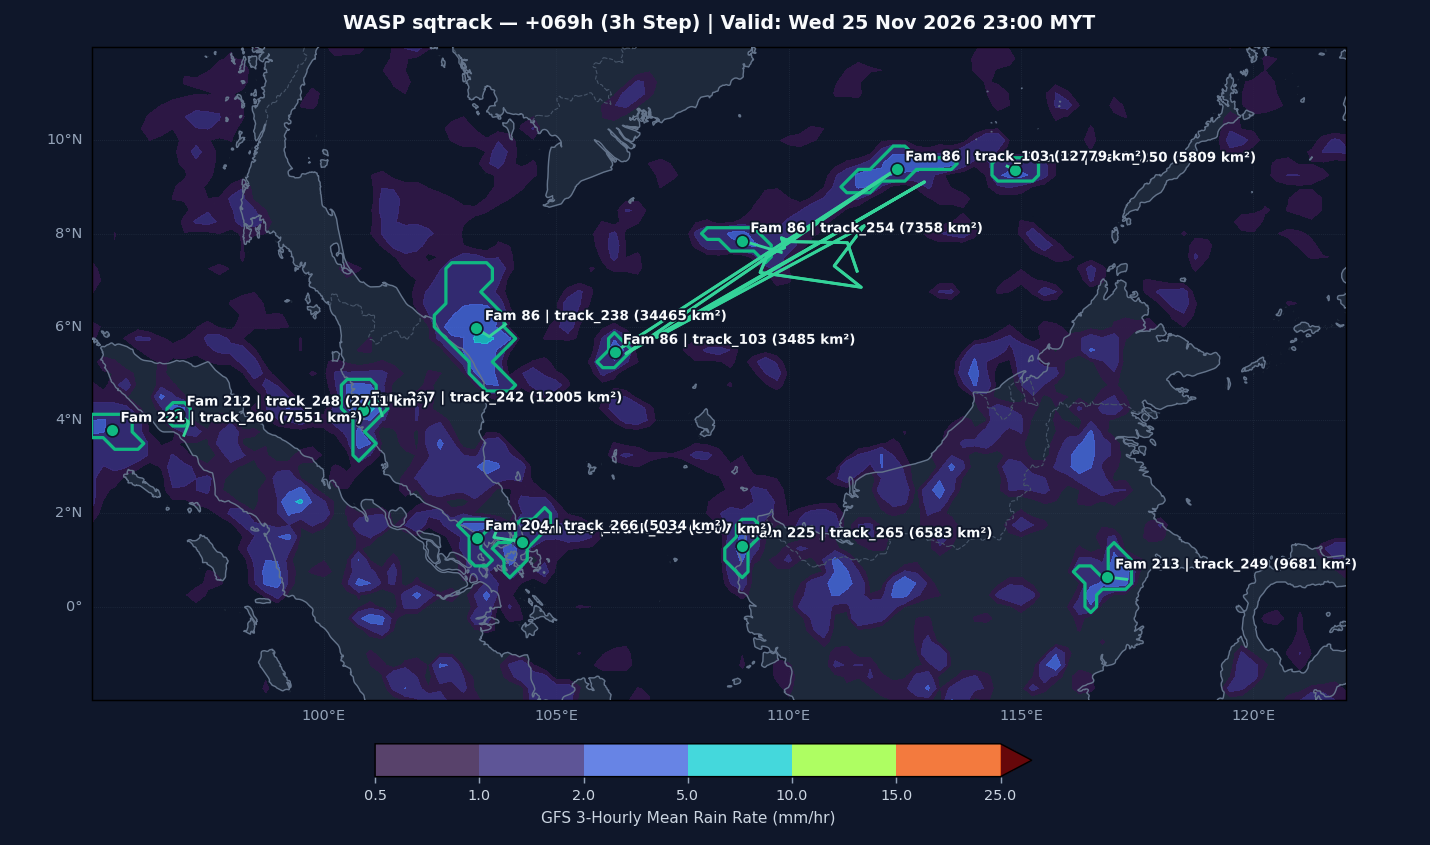 WASP sqtrack — +069h (3h Step) | Valid: Wed 25 Nov 2026 23:00 MYT
10°N
8°N
6°N
4°N
2°N
0°
Fam 86 | track_103 (12779 km²)
50 (5809 km²)
Fam 86 | track_254 (7358 km²)
Fam 86 | track_238 (34465 km²)
Fam 86 | track_103 (3485 km²)
track_242 (12005 km²)
Fam 212 | track_248 (2711 km²)
Fam 221 | track_260 (7551 km²)
Fam 204 | track_266 (5034 km²)
km²)
225 | track_265 (6583 km²)
Fam 213 | track_249 (9681 km²)
100°E 105°E 110°E 115°E 120°E
0.5 1.0 2.0 5.0 10.0 15.0 25.0
GFS 3-Hourly Mean Rain Rate (mm/hr)